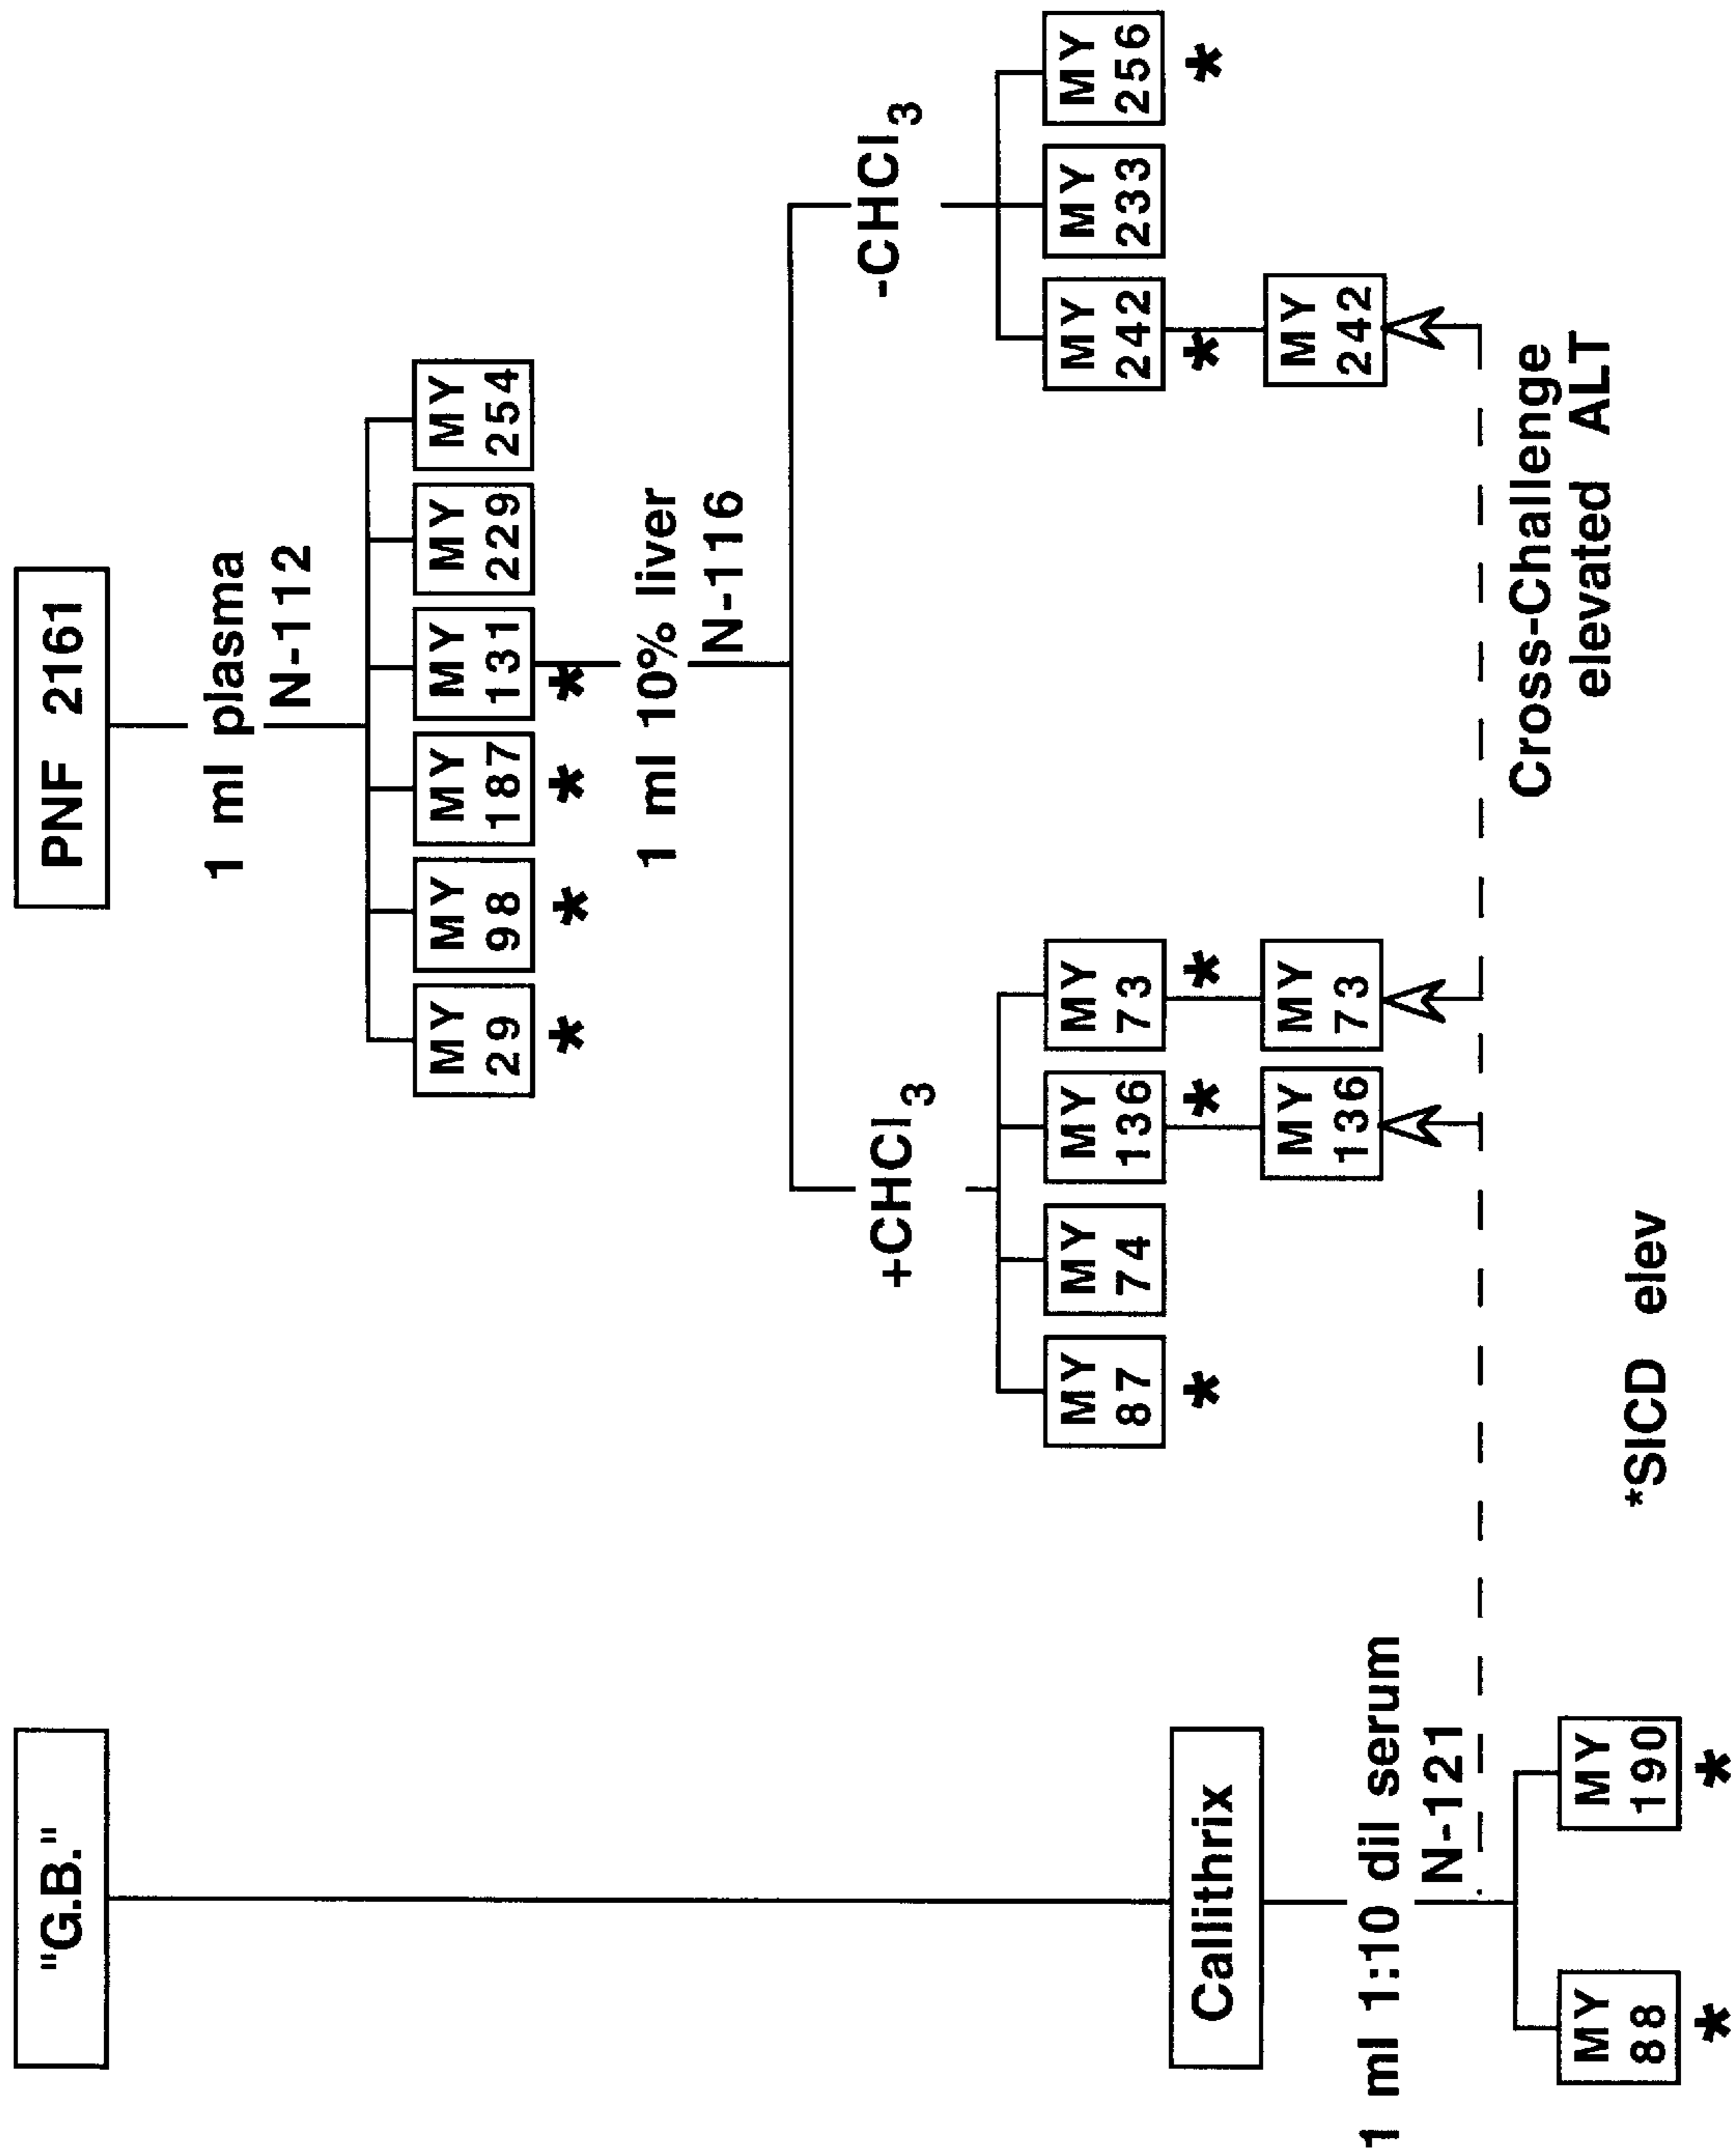 "G.B."
PNF 2161
1 ml plasma
N-112
MY
29
MY
98
MY
187
MY
131
MY
229
MY
254
*
*
*
*
1 ml 10% liver
N-116
+CHCl3
-CHCl3
MY
87
MY
74
MY
136
MY
73
MY
242
MY
233
MY
256
*
*
*
*
*
Callithrix
MY
136
MY
73
MY
242
1 ml 1:10 dil serum
N-121
Cross-Challenge
elevated ALT
MY
88
MY
190
*
*
*SICD elev